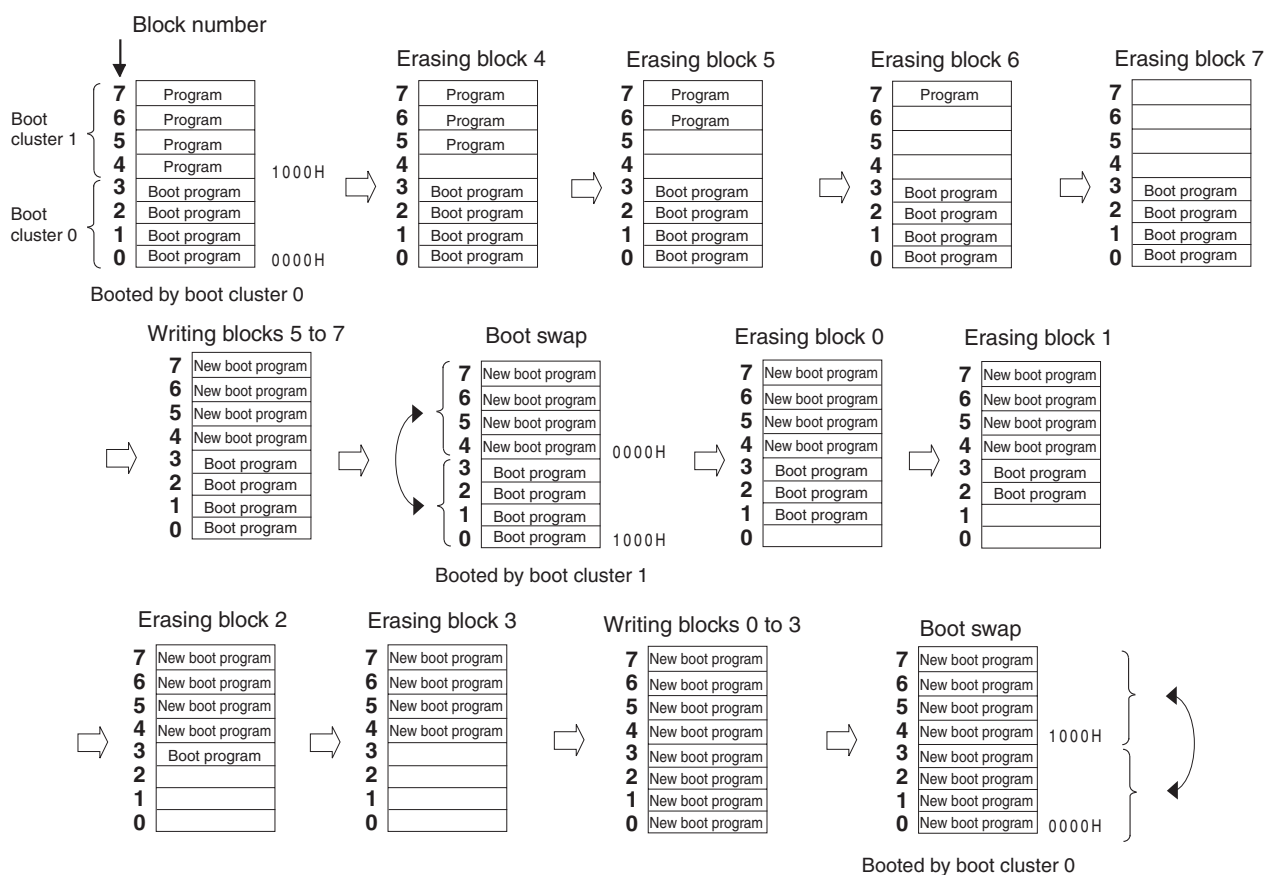 Block number
Erasing block 4
Erasing block 5
Erasing block 6
Erasing block 7
Boot cluster 1
Boot cluster 0
7 Program
6 Program
5 Program
4 Program
1000H
3 Boot program
2 Boot program
1 Boot program
0 Boot program
0000H
Booted by boot cluster 0
7 Program
6 Program
5 Program
4
3 Boot program
2 Boot program
1 Boot program
0 Boot program
7 Program
6 Program
5
4
3 Boot program
2 Boot program
1 Boot program
0 Boot program
7 Program
6
5
4
3 Boot program
2 Boot program
1 Boot program
0 Boot program
7
6
5
4
3 Boot program
2 Boot program
1 Boot program
0 Boot program
Writing blocks 5 to 7
7 New boot program
6 New boot program
5 New boot program
4 New boot program
3 Boot program
2 Boot program
1 Boot program
0 Boot program
Boot swap
7 New boot program
6 New boot program
5 New boot program
4 New boot program
0000H
3 Boot program
2 Boot program
1 Boot program
0 Boot program
1000H
Booted by boot cluster 1
Erasing block 0
7 New boot program
6 New boot program
5 New boot program
4 New boot program
3 Boot program
2 Boot program
1 Boot program
0
Erasing block 1
7 New boot program
6 New boot program
5 New boot program
4 New boot program
3 Boot program
2 Boot program
1
0
Erasing block 2
7 New boot program
6 New boot program
5 New boot program
4 New boot program
3 Boot program
2
1
0
Erasing block 3
7 New boot program
6 New boot program
5 New boot program
4 New boot program
3
2
1
0
Writing blocks 0 to 3
7 New boot program
6 New boot program
5 New boot program
4 New boot program
3 New boot program
2 New boot program
1 New boot program
0 New boot program
Boot swap
7 New boot program
6 New boot program
5 New boot program
4 New boot program
1000H
3 New boot program
2 New boot program
1 New boot program
0 New boot program
0000H
Booted by boot cluster 0